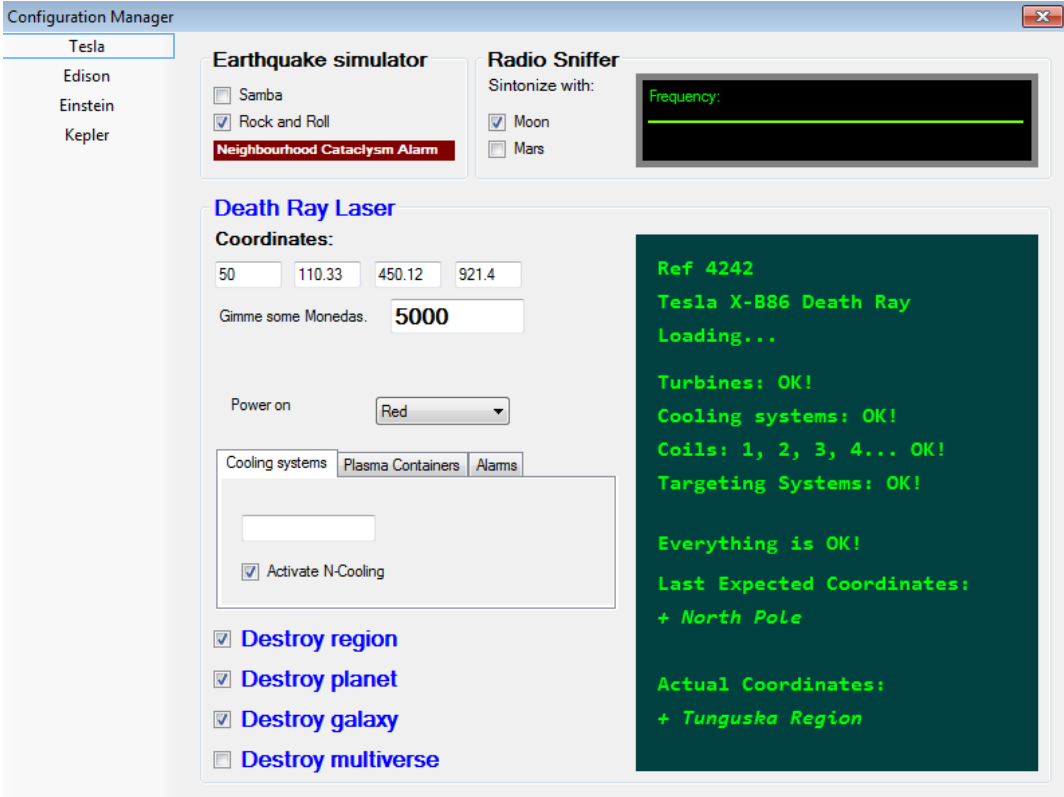 Configuration Manager
Tesla
Edison
Einstein
Kepler
Earthquake simulator
Samba
Rock and Roll
Neighbourhood Cataclysm Alarm
Radio Sniffer
Sintonize with:
Moon
Mars
Frequency:
Death Ray Laser
Coordinates:
50 110.33 450.12 921.4
Gimme some Monedas. 5000
Power on Red
Cooling systems Plasma Containers Alarms
Activate N-Cooling
Destroy region
Destroy planet
Destroy galaxy
Destroy multiverse
Ref 4242
Tesla X-B86 Death Ray
Loading...
Turbines: OK!
Cooling systems: OK!
Coils: 1, 2, 3, 4... OK!
Targeting Systems: OK!
Everything is OK!
Last Expected Coordinates:
+ North Pole
Actual Coordinates:
+ Tunguska Region